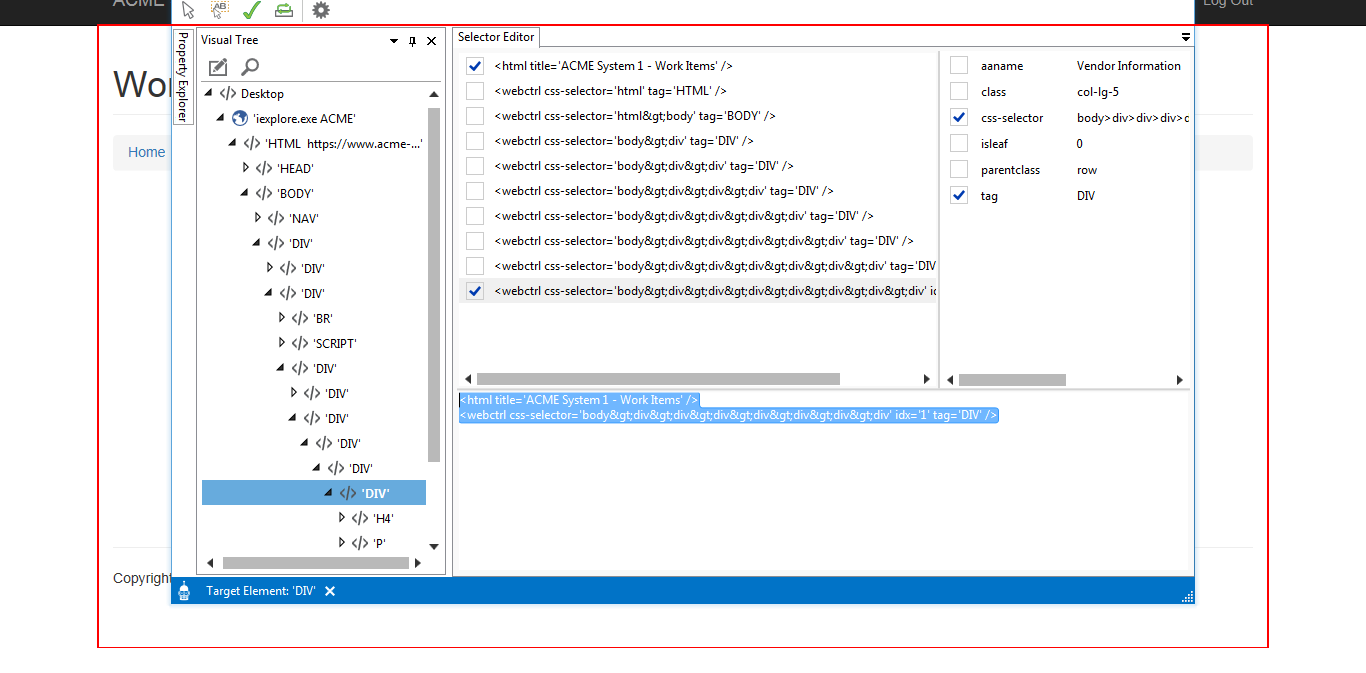 ACME
Log Out
AB
Work
Home
Copyright
Property Explorer
Visual Tree
Desktop
'iexplore.exe ACME'
'HTML https://www.acme-...'
'HEAD'
'BODY'
'NAV'
'DIV'
'DIV'
'DIV'
'BR'
'SCRIPT'
'DIV'
'DIV'
'DIV'
'DIV'
'DIV'
'DIV'
'H4'
'P'
Selector Editor
<html title='ACME System 1 - Work Items' />
<webctrl css-selector='html' tag='HTML' />
<webctrl css-selector='html&gt;body' tag='BODY' />
<webctrl css-selector='body&gt;div' tag='DIV' />
<webctrl css-selector='body&gt;div&gt;div' tag='DIV' />
<webctrl css-selector='body&gt;div&gt;div&gt;div' tag='DIV' />
<webctrl css-selector='body&gt;div&gt;div&gt;div&gt;div' tag='DIV' />
<webctrl css-selector='body&gt;div&gt;div&gt;div&gt;div&gt;div' tag='DIV' />
<webctrl css-selector='body&gt;div&gt;div&gt;div&gt;div&gt;div&gt;div' tag='DIV
<webctrl css-selector='body&gt;div&gt;div&gt;div&gt;div&gt;div&gt;div&gt;div' i
aaname Vendor Information
class col-lg-5
css-selector body>div>div>div>
isleaf 0
parentclass row
tag DIV
<html title='ACME System 1 - Work Items' />
<webctrl css-selector='body&gt;div&gt;div&gt;div&gt;div&gt;div&gt;div&gt;div' idx='1' tag='DIV' />
Target Element: 'DIV'